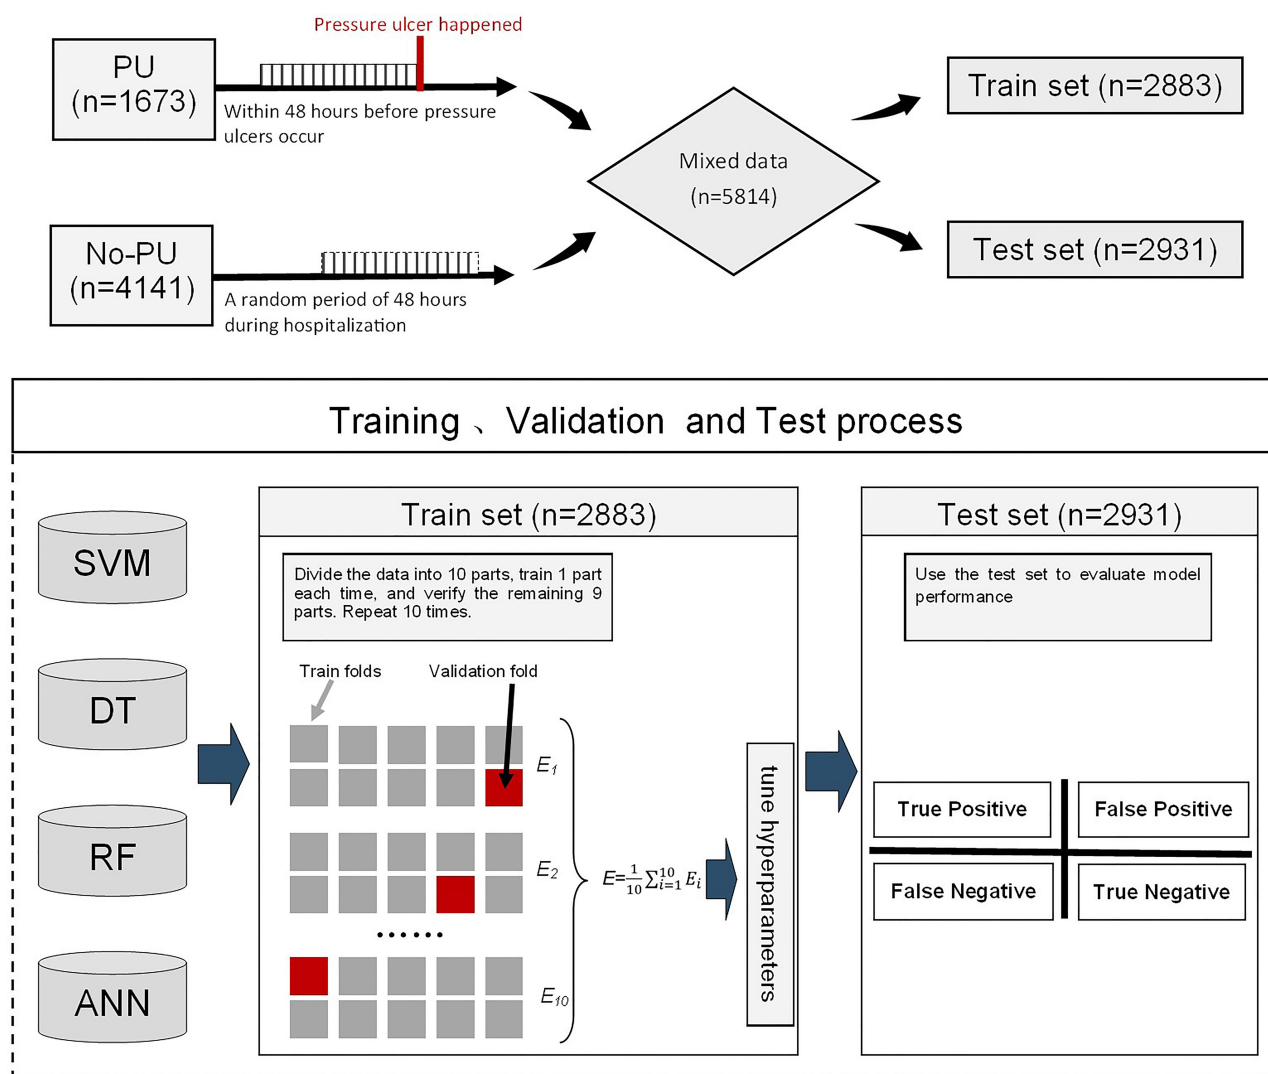 Pressure ulcer happened
PU
(n=1673)
Within 48 hours before pressure
ulcers occur
Mixed data
(n=5814)
Train set (n=2883)
Test set (n=2931)
No-PU
(n=4141)
A random period of 48 hours
during hospitalization
Training 、Validation and Test process
SVM
DT
RF
ANN
Train set (n=2883)
Divide the data into 10 parts, train 1 part
each time, and verify the remaining 9
parts. Repeat 10 times.
Train folds
Validation fold
E1
E2
......
E10
E=1/10 ∑i=1^10 Ei
tune hyperparameters
Test set (n=2931)
Use the test set to evaluate model
performance
True Positive
False Positive
False Negative
True Negative